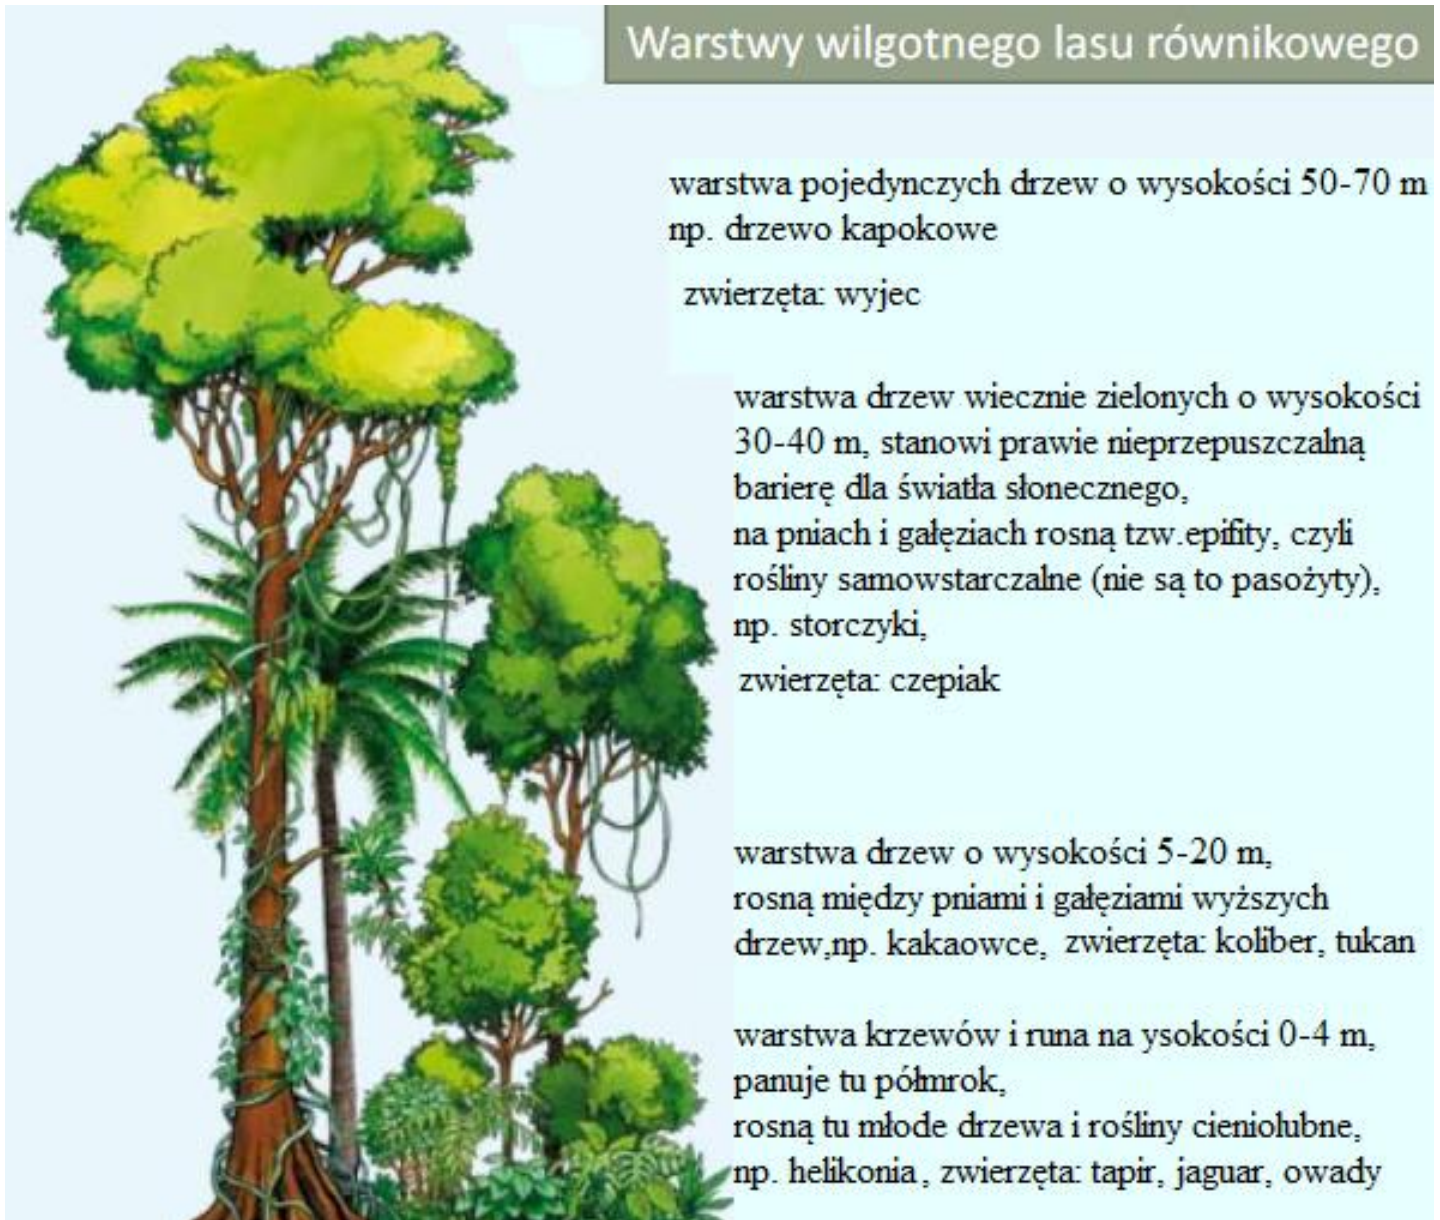 Warstwy wilgotnego lasu równikowego
warstwa pojedynczych drzew o wysokości 50-70 m
np. drzewo kapokowe
zwierzęta: wyjec
warstwa drzew wiecznie zielonych o wysokości
30-40 m, stanowi prawie nieprzepuszczalną
barierę dla światła słonecznego,
na pniach i gałęziach rosną tzw.epifity, czyli
rośliny samowstarczalne (nie są to pasożyty),
np. storczyki,
zwierzęta: czepiak
warstwa drzew o wysokości 5-20 m,
rosną między pniami i gałęziami wyższych
drzew,np. kakaowce, zwierzęta: koliber, tukan
warstwa krzewów i runa na ysokości 0-4 m,
panuje tu półmrok,
rosną tu młode drzewa i rośliny cieniolubne,
np. helikonia, zwierzęta: tapir, jaguar, owady